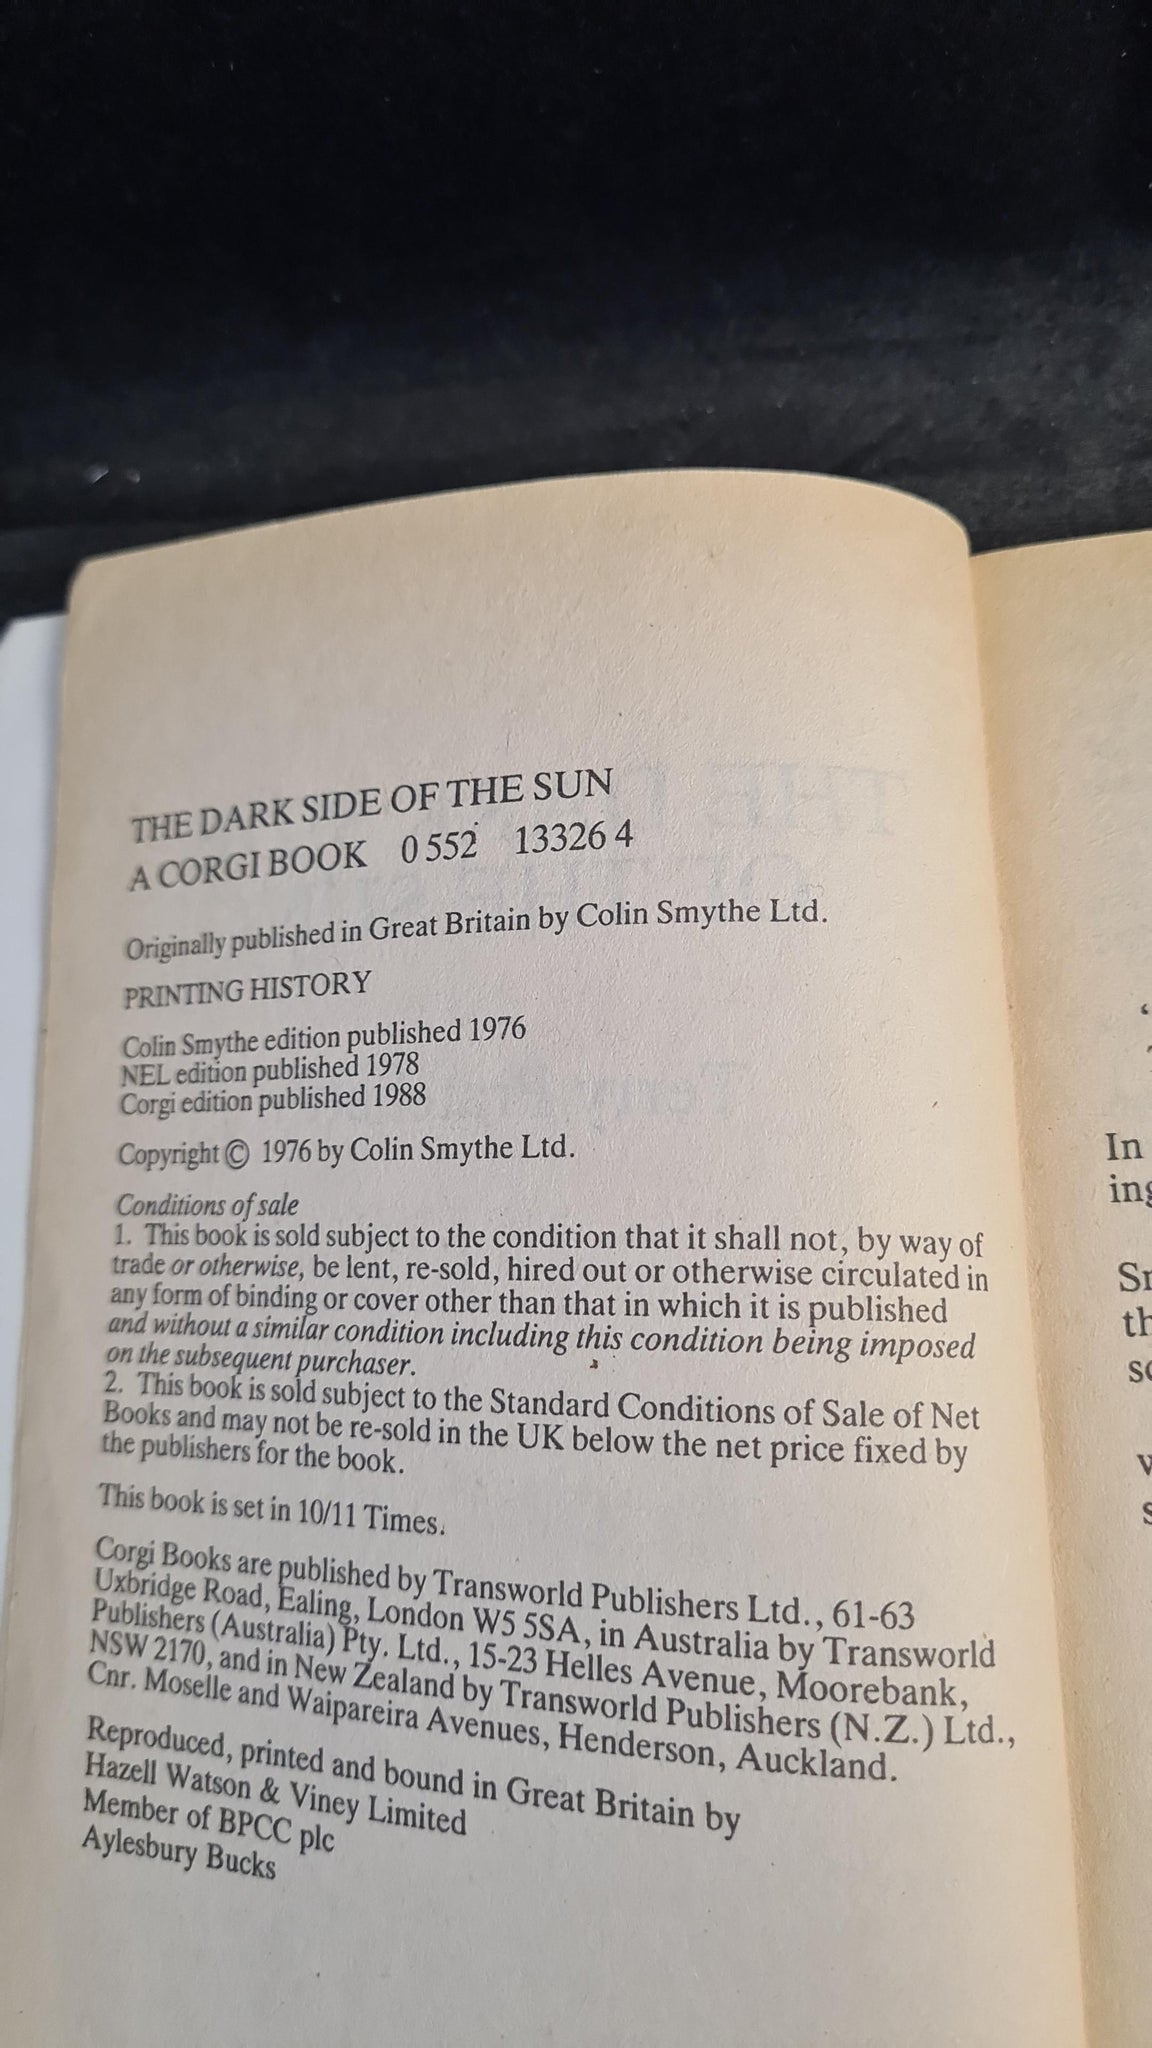 THE DARK SIDE OF THE SUN
A CORGI BOOK 0 552 13326 4
Originally published in Great Britain by Colin Smythe Ltd.
PRINTING HISTORY
Colin Smythe edition published 1976
NEL edition published 1978
Corgi edition published 1988
Copyright © 1976 by Colin Smythe Ltd.
Conditions of sale
1. This book is sold subject to the condition that it shall not, by way of
trade or otherwise, be lent, re-sold, hired out or otherwise circulated in
any form of binding or cover other than that in which it is published
and without a similar condition including this condition being imposed
on the subsequent purchaser.
2. This book is sold subject to the Standard Conditions of Sale of Net
Books and may not be re-sold in the UK below the net price fixed by
the publishers for the book.
This book is set in 10/11 Times.
Corgi Books are published by Transworld Publishers Ltd., 61-63
Uxbridge Road, Ealing, London W5 5SA, in Australia by Transworld
Publishers (Australia) Pty. Ltd., 15-23 Helles Avenue, Moorebank,
NSW 2170, and in New Zealand by Transworld Publishers (N.Z.) Ltd.,
Cnr. Moselle and Waipareira Avenues, Henderson, Auckland.
Reproduced, printed and bound in Great Britain by
Hazell Watson & Viney Limited
Member of BPCC plc
Aylesbury Bucks
In